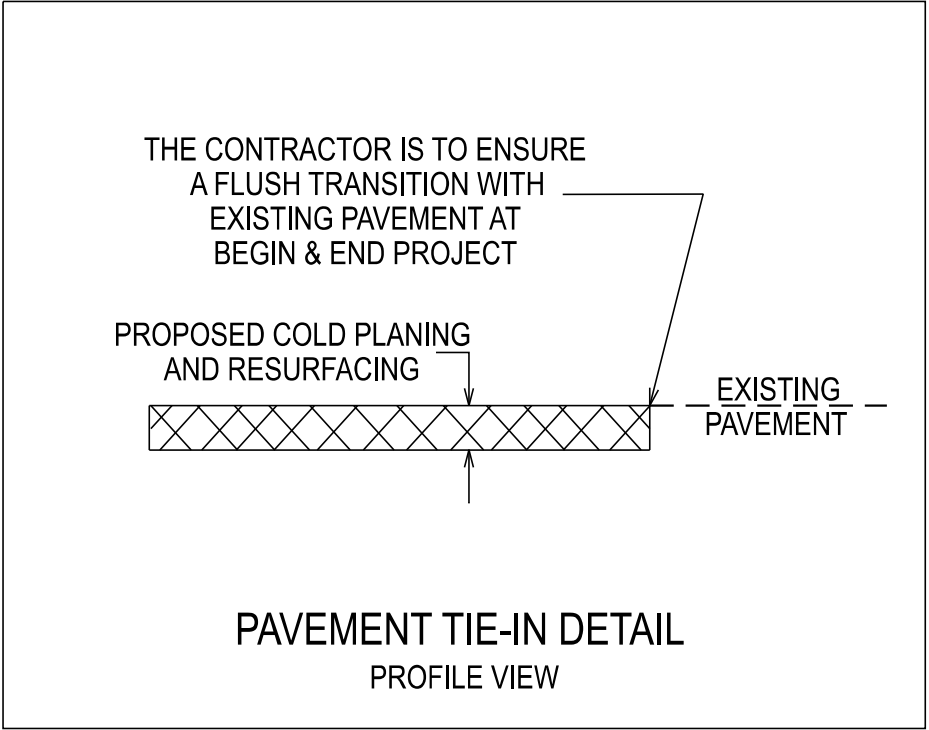 THE CONTRACTOR IS TO ENSURE
A FLUSH TRANSITION WITH
EXISTING PAVEMENT AT
BEGIN & END PROJECT
PROPOSED COLD PLANING
AND RESURFACING
EXISTING
PAVEMENT
PAVEMENT TIE-IN DETAIL
PROFILE VIEW